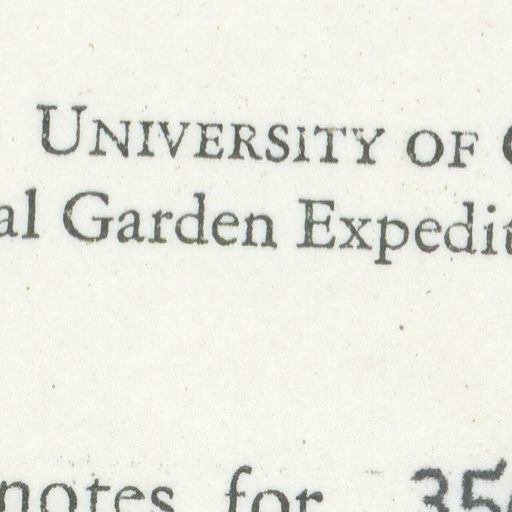 UNIVERSITY OF
al Garden Expedit
notes for 35